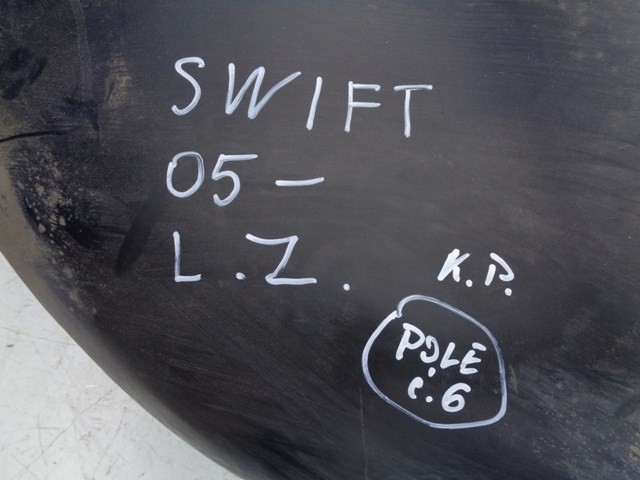 SWIFT
05-
L.Z.
K.P.
POLE
c.6